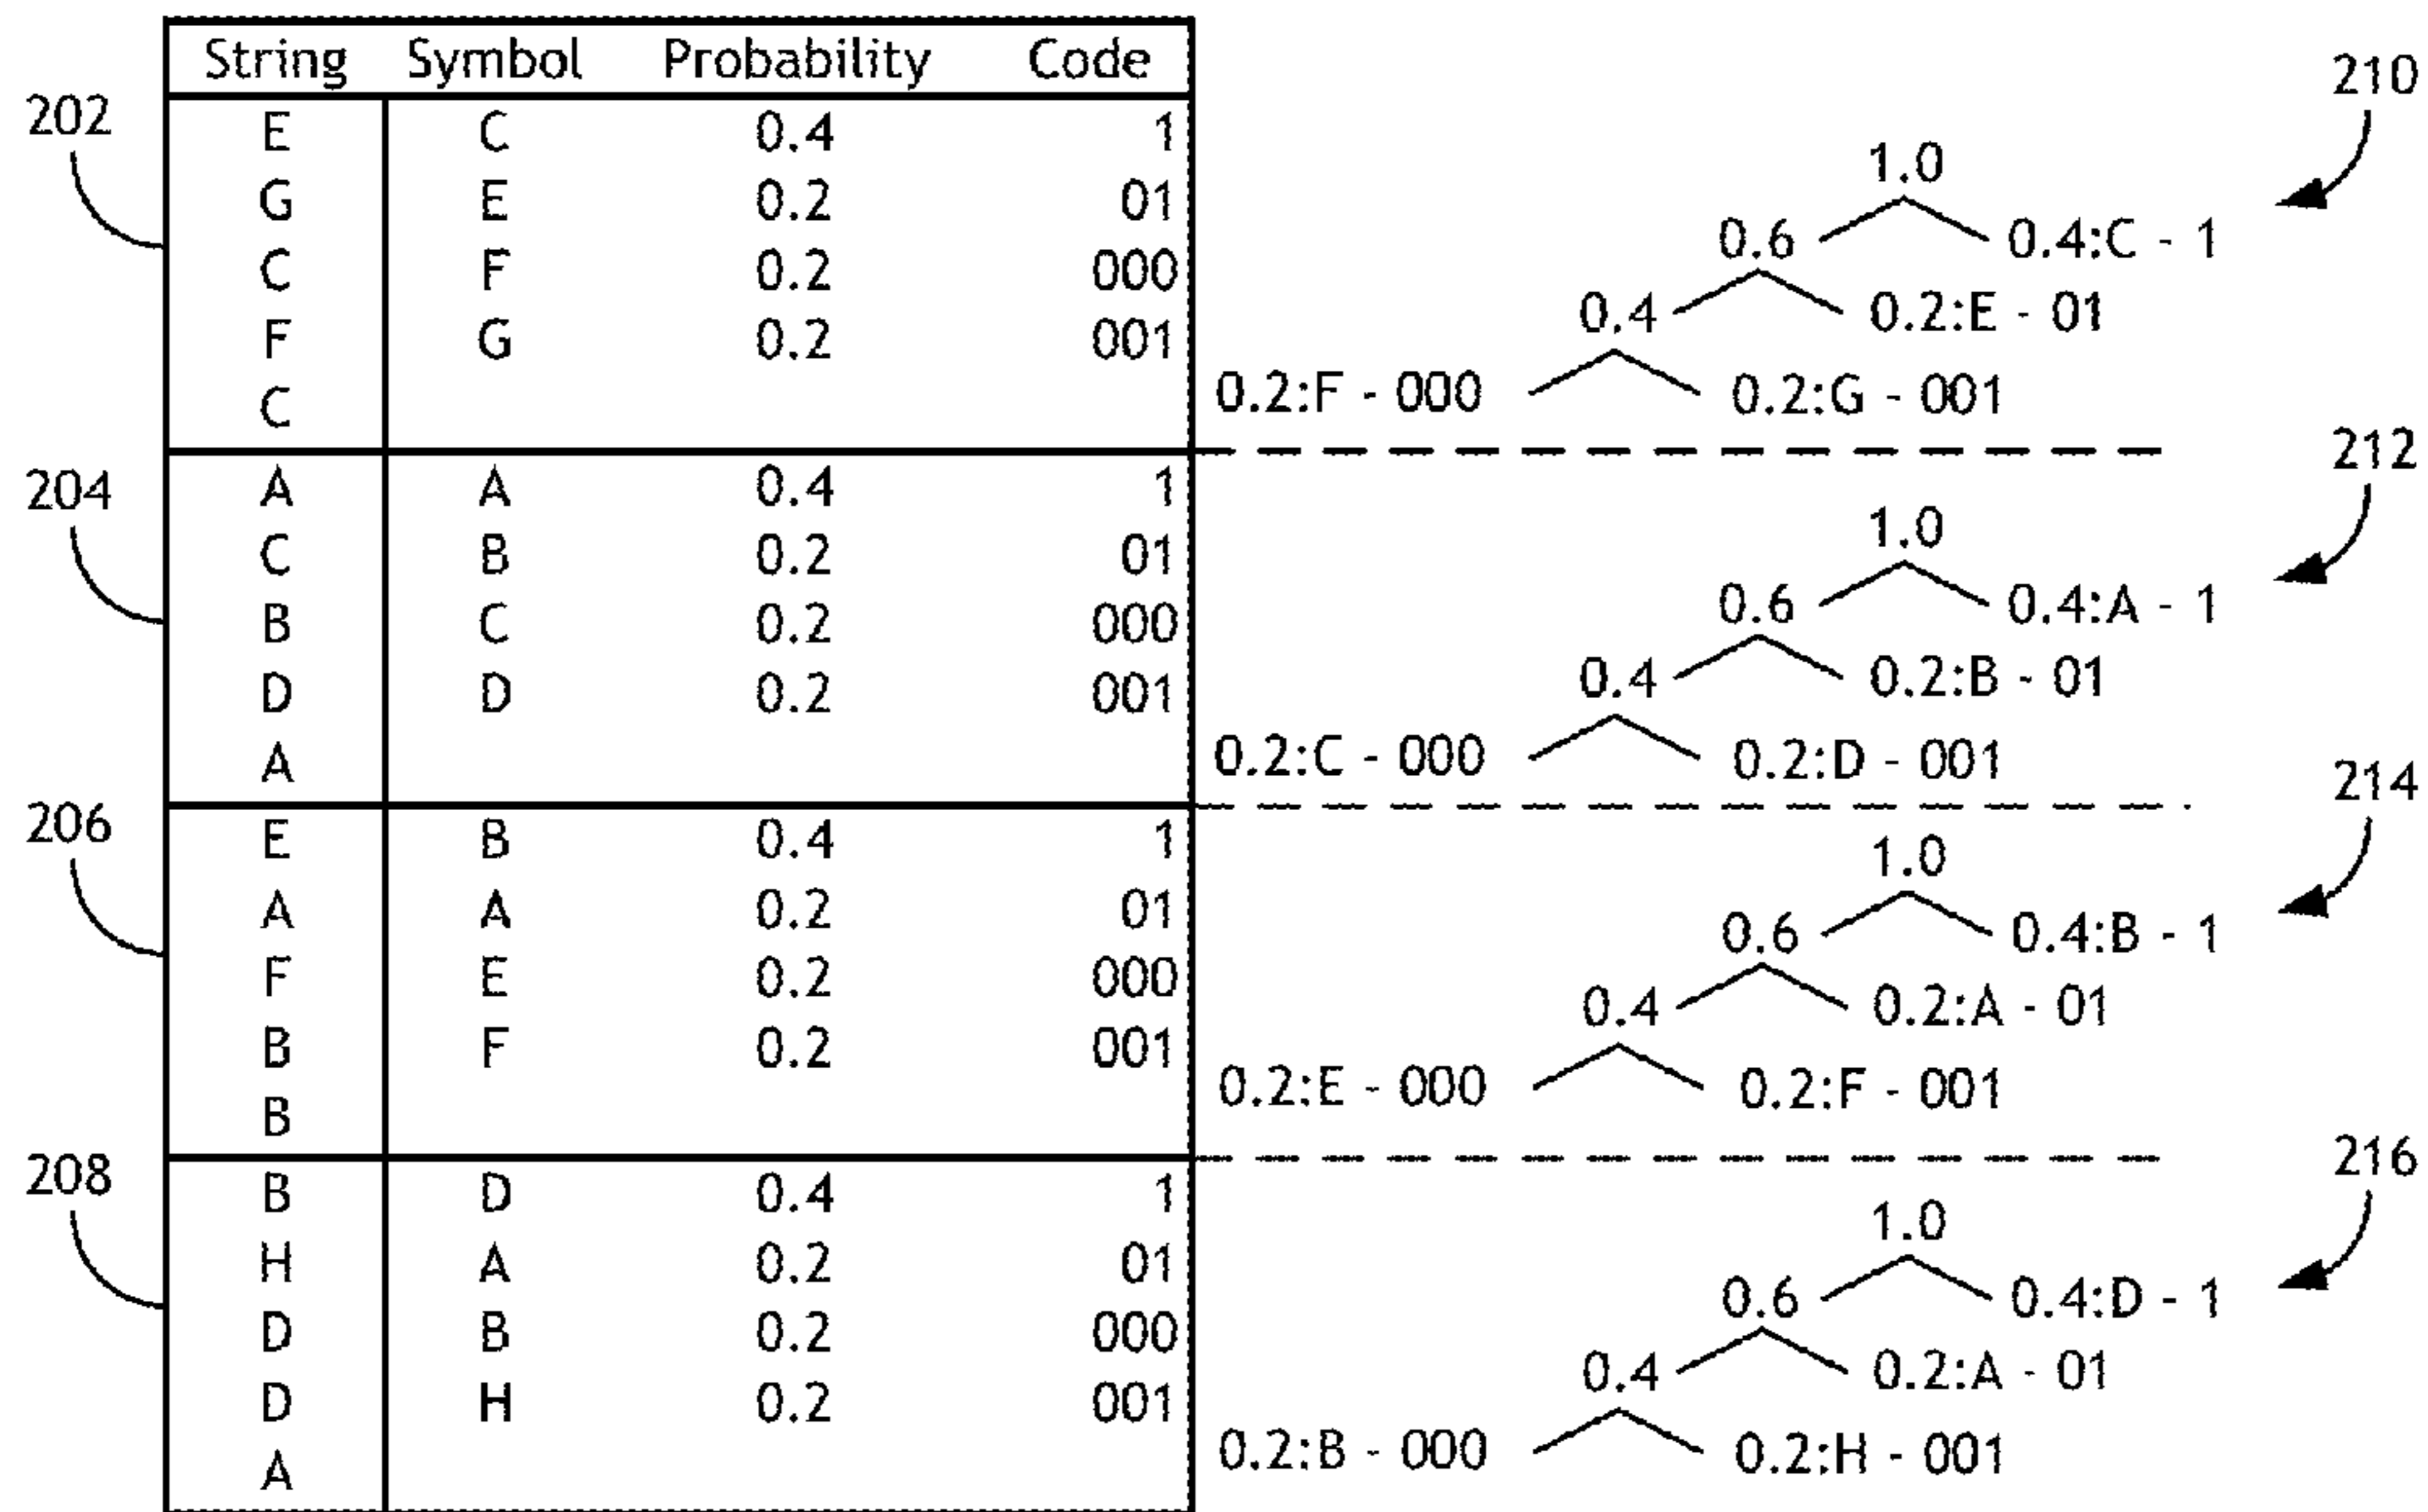 String Symbol Probability Code
210
202
E C 0.4 1
1.0
G E 0.2 01
0.6 0.4:C - 1
C F 0.2 000
0.4 0.2:E - 01
F G 0.2 001
0.2:F - 000 0.2:G - 001
C
212
204
A A 0.4 1
1.0
C B 0.2 01
0.6 0.4:A - 1
B C 0.2 000
0.4 0.2:B - 01
D D 0.2 001
0.2:C - 000 0.2:D - 001
A
214
206
E B 0.4 1
1.0
A A 0.2 01
0.6 0.4:B - 1
F E 0.2 000
0.4 0.2:A - 01
B F 0.2 001
0.2:E - 000 0.2:F - 001
B
216
208
B D 0.4 1
1.0
H A 0.2 01
0.6 0.4:D - 1
D B 0.2 000
0.4 0.2:A - 01
D H 0.2 001
0.2:B - 000 0.2:H - 001
A